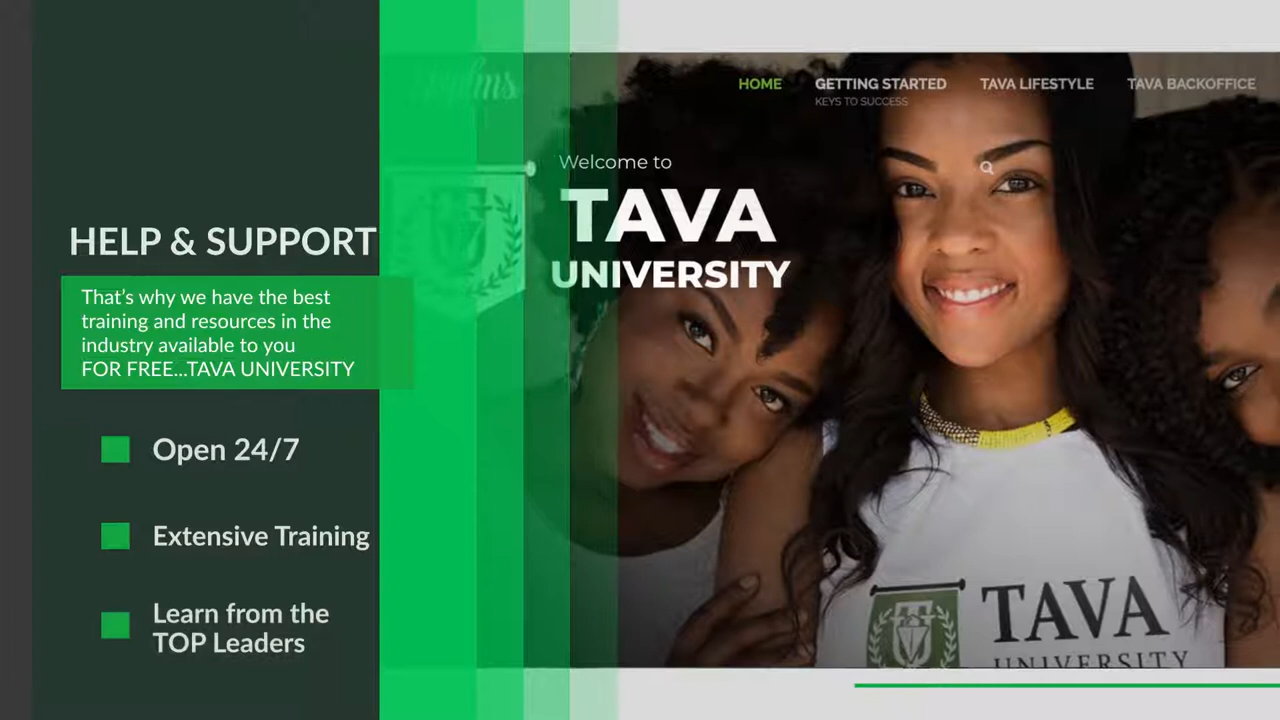 HOME
GETTING STARTED
TAVA LIFESTYLE
TAVA BACKOFFICE
KEYS TO SUCCESS
Welcome to
TAVA
UNIVERSITY
HELP & SUPPORT
That's why we have the best
training and resources in the
industry available to you
FOR FREE...TAVA UNIVERSITY
Open 24/7
Extensive Training
Learn from the
TOP Leaders
TAVA
UNIVERSITY